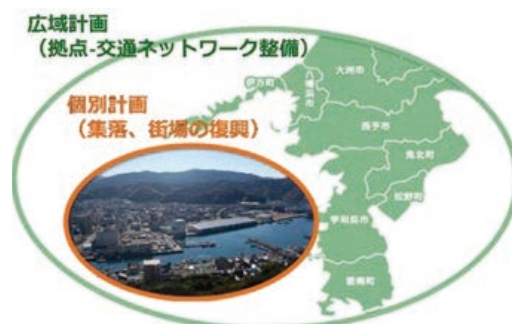 広域計画
（拠点-交通ネットワーク整備）
個別計画
（集落、街場の復興）
大洲市
八幡浜市
伊方町
西予市
鬼北町
松野町
宇和島市
愛南町